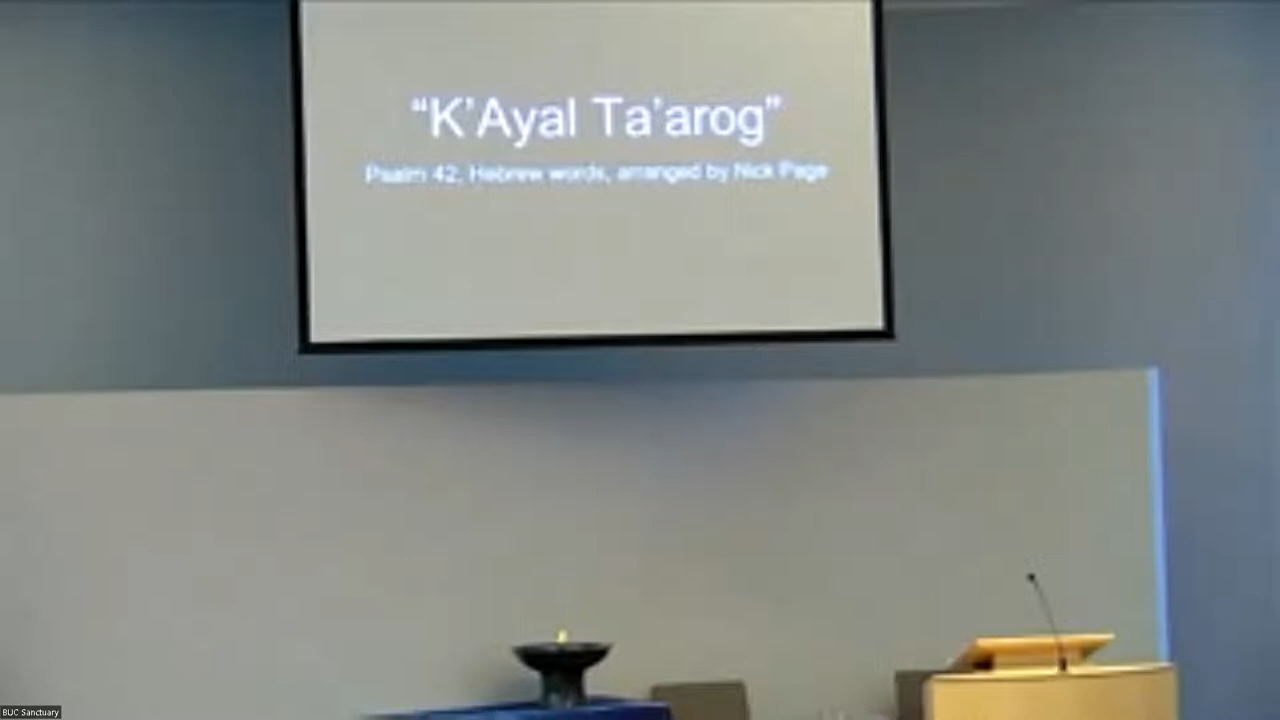 “K’Ayal Ta’arog”
Psalm 42, Hebrew words, arranged by Nick Page
BUC Sanctuary